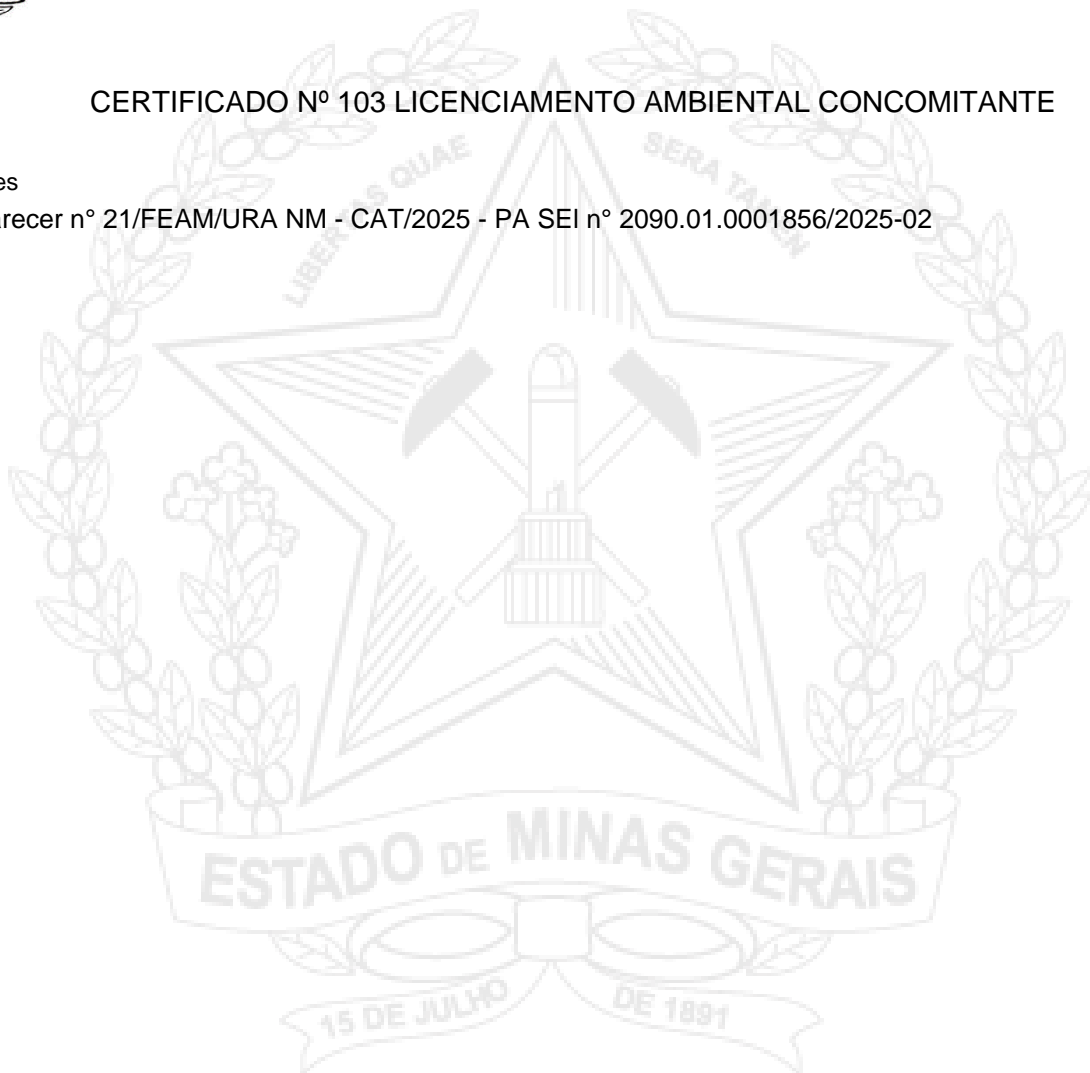 CERTIFICADO Nº 103 LICENCIAMENTO AMBIENTAL CONCOMITANTE
es
recer n° 21/FEAM/URA NM - CAT/2025 - PA SEI n° 2090.01.0001856/2025-02
LIBERTAS QUAE SERA TAMEN
ESTADO DE MINAS GERAIS
15 DE JULHO DE 1891